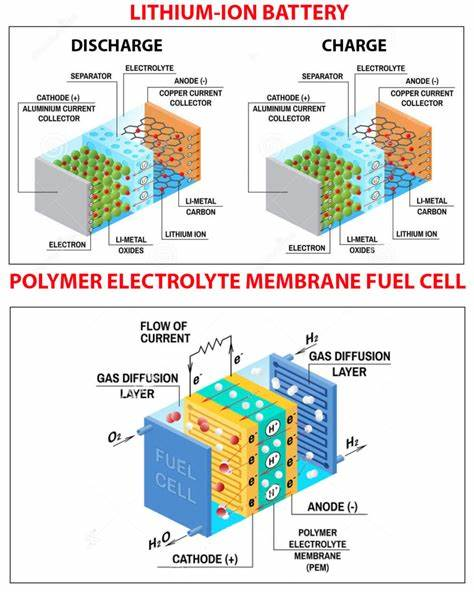 LITHIUM-ION BATTERY
DISCHARGE
SEPARATOR
ELECTROLYTE
CATHODE (+)
ALUMINIUM CURRENT
COLLECTOR
ANODE (-)
COPPER CURRENT
COLLECTOR
ELECTRON
LI-METAL
OXIDES
LITHIUM ION
LI-METAL
CARBON
CHARGE
SEPARATOR
ELECTROLYTE
CATHODE (+)
ALUMINIUM CURRENT
COLLECTOR
ANODE (-)
COPPER CURRENT
COLLECTOR
ELECTRON
LI-METAL
OXIDES
LITHIUM ION
LI-METAL
CARBON
POLYMER ELECTROLYTE MEMBRANE FUEL CELL
FLOW OF
CURRENT
e-
e-
H2
GAS DIFFUSION
LAYER
GAS DIFFUSION
LAYER
O2
H2
FUEL
CELL
e-
H+
e-
e-
H+
e-
e-
H+
e-
H2O
CATHODE (+)
ANODE (-)
POLYMER
ELECTROLYTE
MEMBRANE
(PEM)